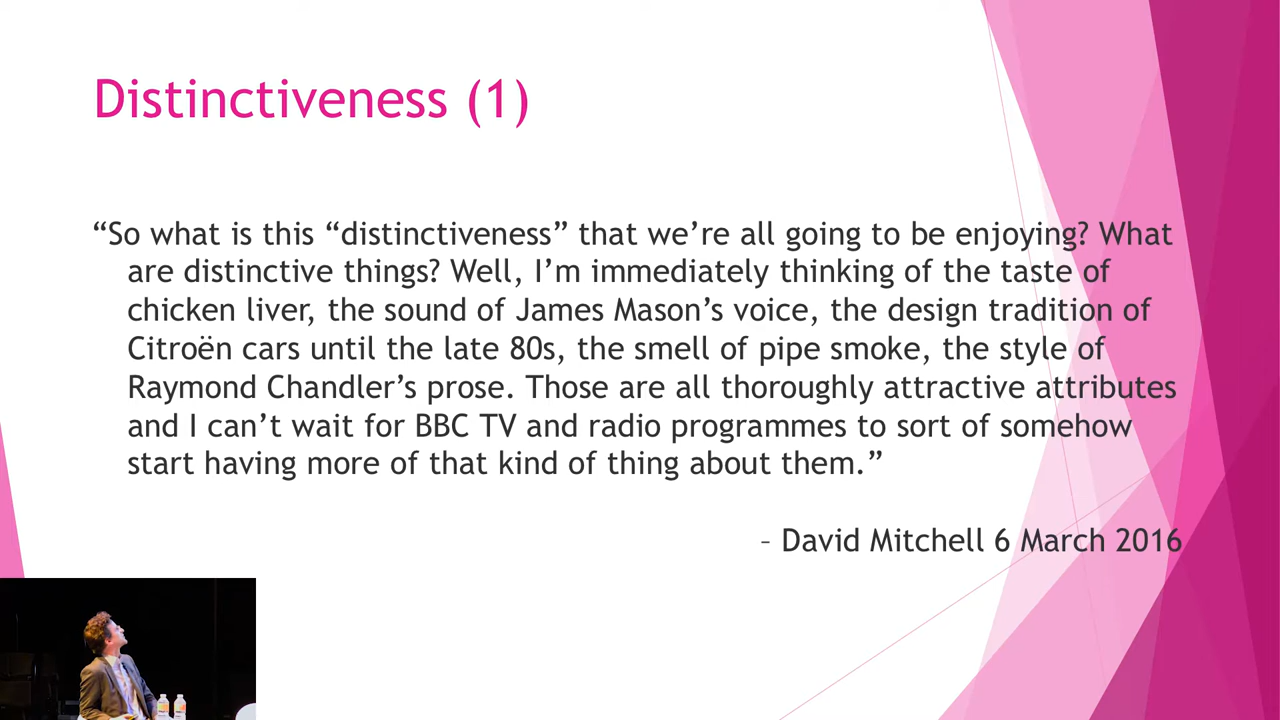 Distinctiveness (1)
“So what is this “distinctiveness” that we’re all going to be enjoying? What
are distinctive things? Well, I’m immediately thinking of the taste of
chicken liver, the sound of James Mason’s voice, the design tradition of
Citroën cars until the late 80s, the smell of pipe smoke, the style of
Raymond Chandler’s prose. Those are all thoroughly attractive attributes
and I can’t wait for BBC TV and radio programmes to sort of somehow
start having more of that kind of thing about them.”
– David Mitchell 6 March 2016